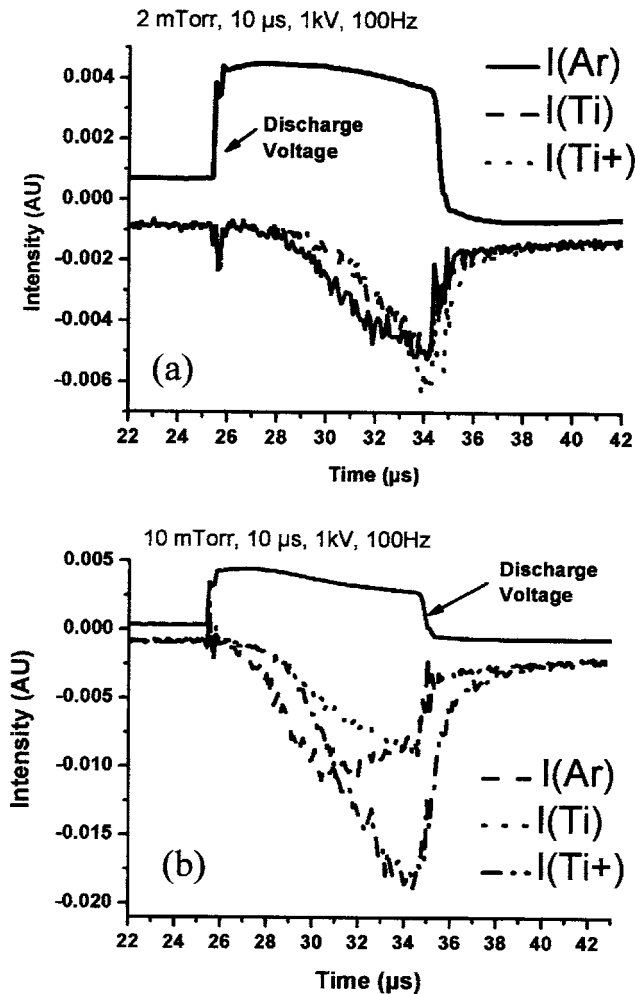 2 mTorr, 10 µs, 1kV, 100Hz
I(Ar)
I(Ti)
I(Ti+)
Discharge
Voltage
0.004
0.002
0.000
-0.002
-0.004
-0.006
Intensity (AU)
(a)
22 24 26 28 30 32 34 36 38 40 42
Time (µs)
10 mTorr, 10 µs, 1kV, 100Hz
Discharge
Voltage
0.005
0.000
-0.005
-0.010
-0.015
-0.020
Intensity (AU)
I(Ar)
I(Ti)
I(Ti+)
(b)
22 24 26 28 30 32 34 36 38 40 42
Time (µs)